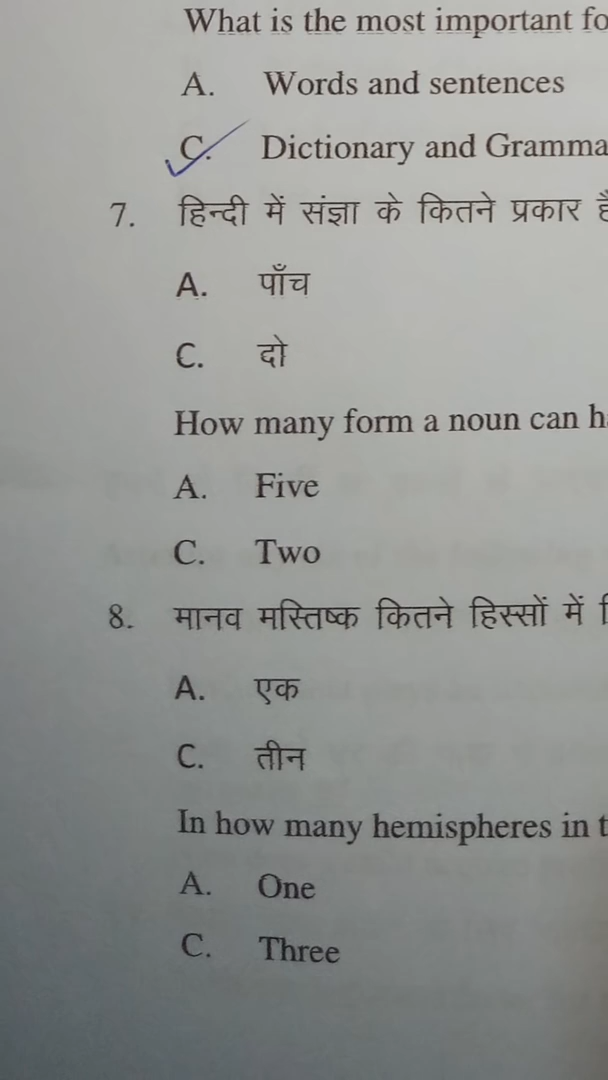 What is the most important fo
A. Words and sentences
C. Dictionary and Gramma
7. हिन्दी में संज्ञा के कितने प्रकार
A. पाँच
C. दो
How many form a noun can h
A. Five
C. Two
8. मानव मस्तिष्क कितने हिस्सों में
A. एक
C. तीन
In how many hemispheres in t
A. One
C. Three